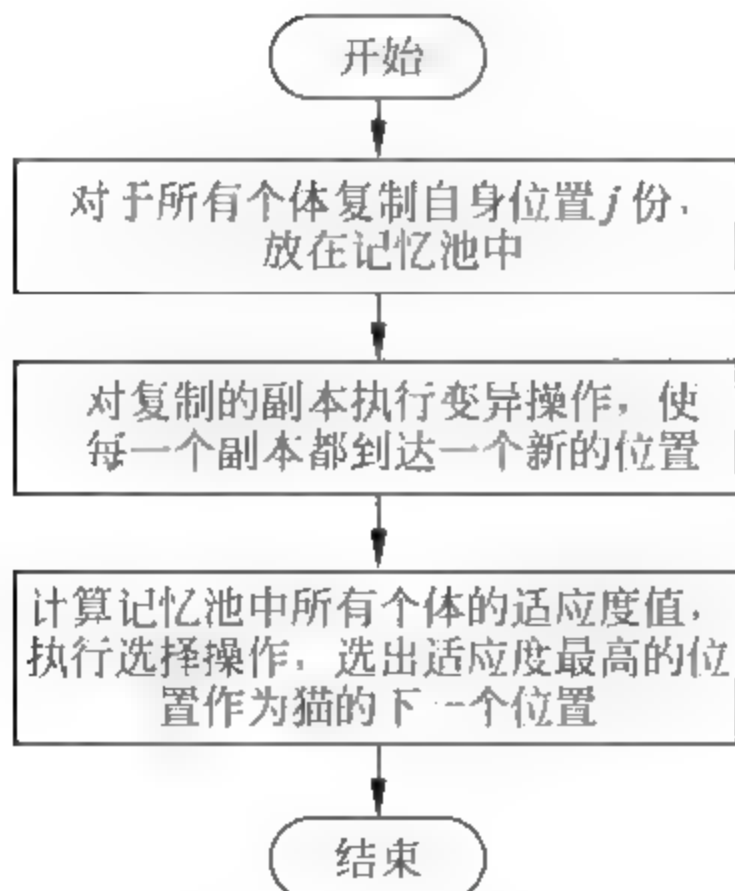 开始
对于所有个体复制自身位置j份，
放在记忆池中
对复制的副本执行变异操作，使
每一个副本都到达一个新的位置
计算记忆池中所有个体的适应度值，
执行选择操作，选出适应度最高的位
置作为猫的下一个位置
结束